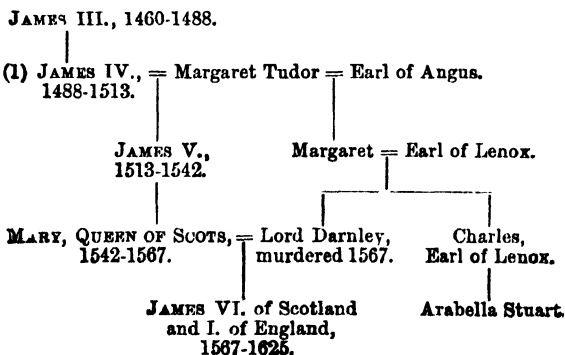 JAMES III., 1460-1488.
(1) JAMES IV., = Margaret Tudor = Earl of Angus.
1488-1513.
JAMES V., Margaret = Earl of Lenox.
1513-1542.
MARY, QUEEN OF SCOTS, = Lord Darnley, Charles,
1542-1567. murdered 1567. Earl of Lenox.
JAMES VI. of Scotland Arabella Stuart.
and I. of England,
1567-1625.